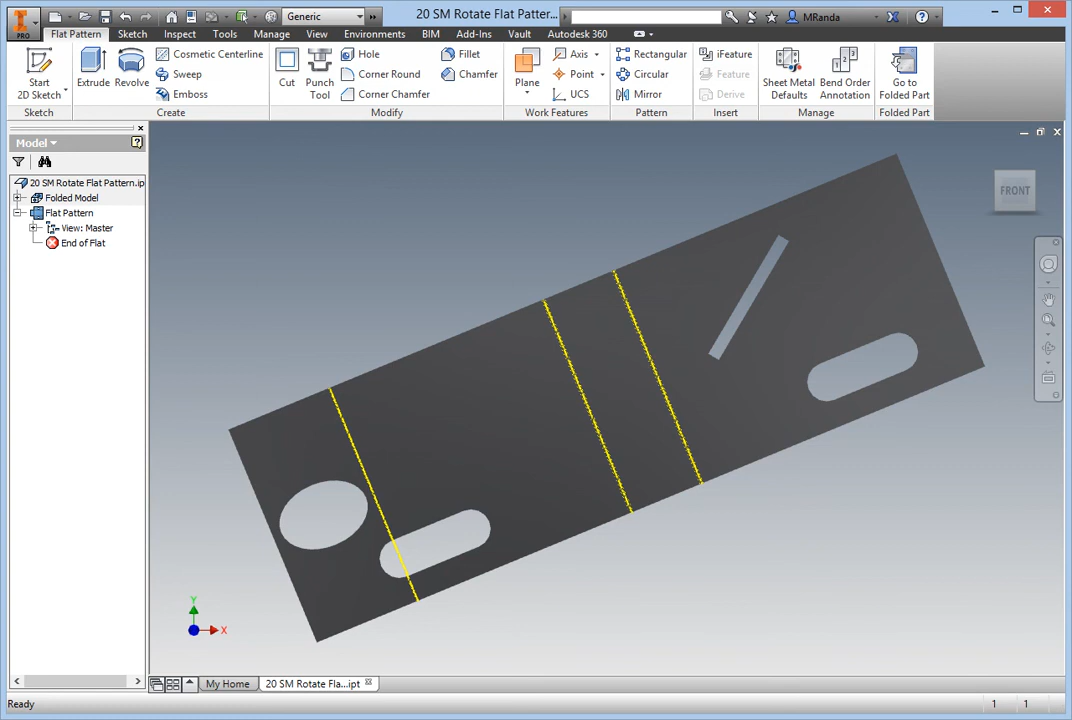 PRO
Generic
20 SM Rotate Flat Patter...
MRanda
Flat Pattern
Sketch
Inspect
Tools
Manage
View
Environments
BIM
Add-Ins
Vault
Autodesk 360
Start
2D Sketch
Extrude
Revolve
Cosmetic Centerline
Sweep
Emboss
Cut
Punch
Tool
Hole
Corner Round
Corner Chamfer
Fillet
Chamfer
Plane
Axis
Point
UCS
Rectangular
Circular
Mirror
iFeature
Feature
Derive
Sheet Metal
Defaults
Bend Order
Annotation
Go to
Folded Part
Sketch
Create
Modify
Work Features
Pattern
Insert
Manage
Folded Part
Model
20 SM Rotate Flat Pattern.ip
Folded Model
Flat Pattern
View: Master
End of Flat
FRONT
Y
X
My Home
20 SM Rotate Fla...ipt
Ready
1
1